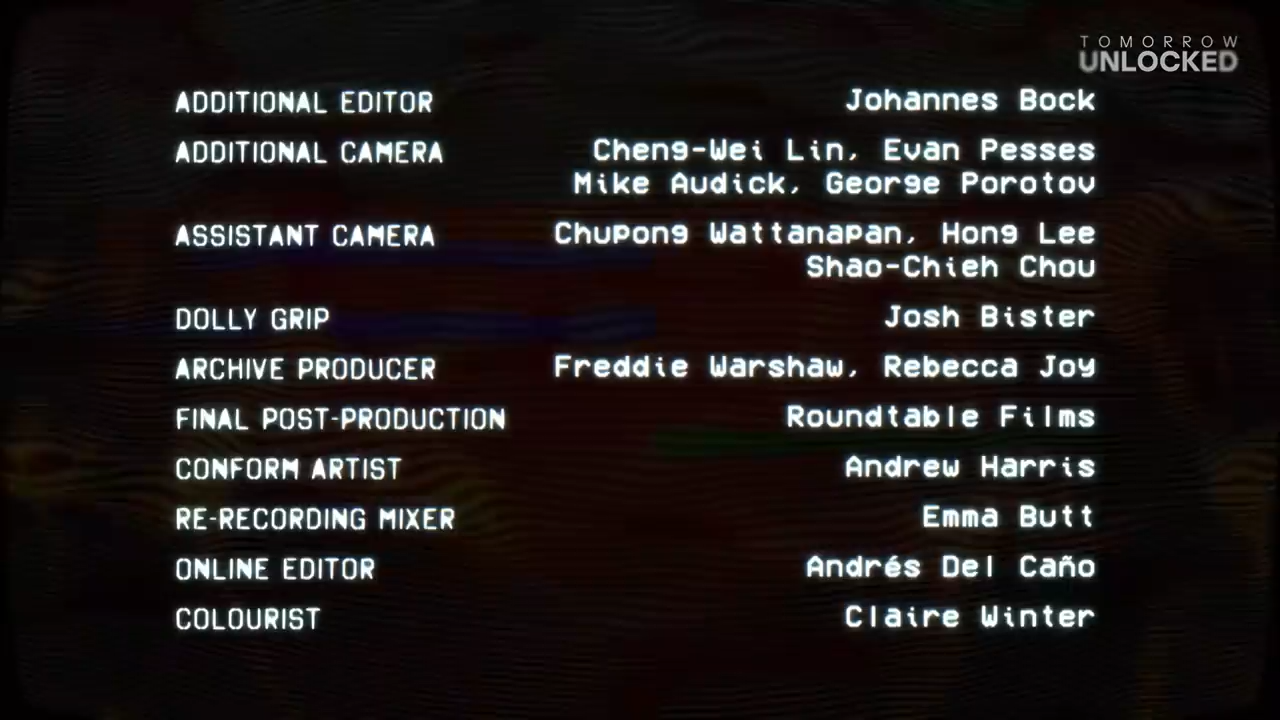 TOMORROW
UNLOCKED
ADDITIONAL EDITOR Johannes Bock
ADDITIONAL CAMERA Cheng-Wei Lin, Evan Pesses
Mike Audick, George Porotov
ASSISTANT CAMERA Chupong Wattanapan, Hong Lee
Shao-Chieh Chou
DOLLY GRIP Josh Bister
ARCHIVE PRODUCER Freddie Warshaw, Rebecca Joy
FINAL POST-PRODUCTION Roundtable Films
CONFORM ARTIST Andrew Harris
RE-RECORDING MIXER Emma Butt
ONLINE EDITOR Andrés Del Caño
COLOURIST Claire Winter